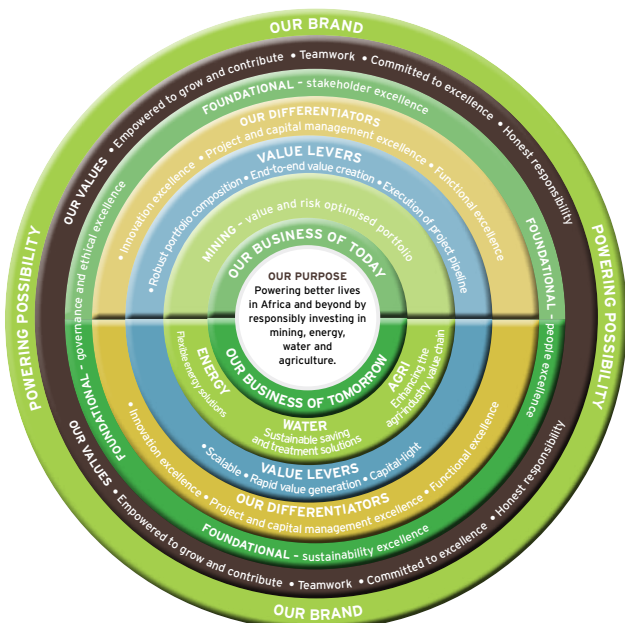 OUR BRAND
POWERING POSSIBILITY
POWERING POSSIBILITY
OUR VALUES • Empowered to grow and contribute • Teamwork • Committed to excellence • Honest responsibility
FOUNDATIONAL – governance and ethical excellence
FOUNDATIONAL – stakeholder excellence
FOUNDATIONAL – people excellence
OUR DIFFERENTIATORS
• Innovation excellence • Project and capital management excellence • Functional excellence
VALUE LEVERS
• Robust portfolio composition • End-to-end value creation • Execution of project pipeline
MINING – value and risk optimised portfolio
OUR BUSINESS OF TODAY
OUR PURPOSE
Powering better lives
in Africa and beyond by
responsibly investing in
mining, energy,
water and
agriculture.
OUR BUSINESS OF TOMORROW
ENERGY
Flexible energy solutions
WATER
Sustainable saving
and treatment solutions
AGRI
Enhancing the
agri-industry value chain
VALUE LEVERS
• Scalable • Rapid value generation • Capital-light
OUR DIFFERENTIATORS
• Innovation excellence • Project and capital management excellence • Functional excellence
FOUNDATIONAL – sustainability excellence
OUR VALUES • Empowered to grow and contribute • Teamwork • Committed to excellence • Honest responsibility
OUR BRAND